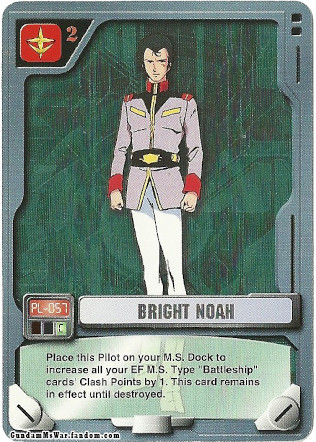 2
PL-057
C
BRIGHT NOAH
Place this Pilot on your M.S. Dock to
increase all your EF M.S. Type "Battleship"
cards' Clash Points by 1. This card remains
in effect until destroyed.
GundamMsWar.fandom.com